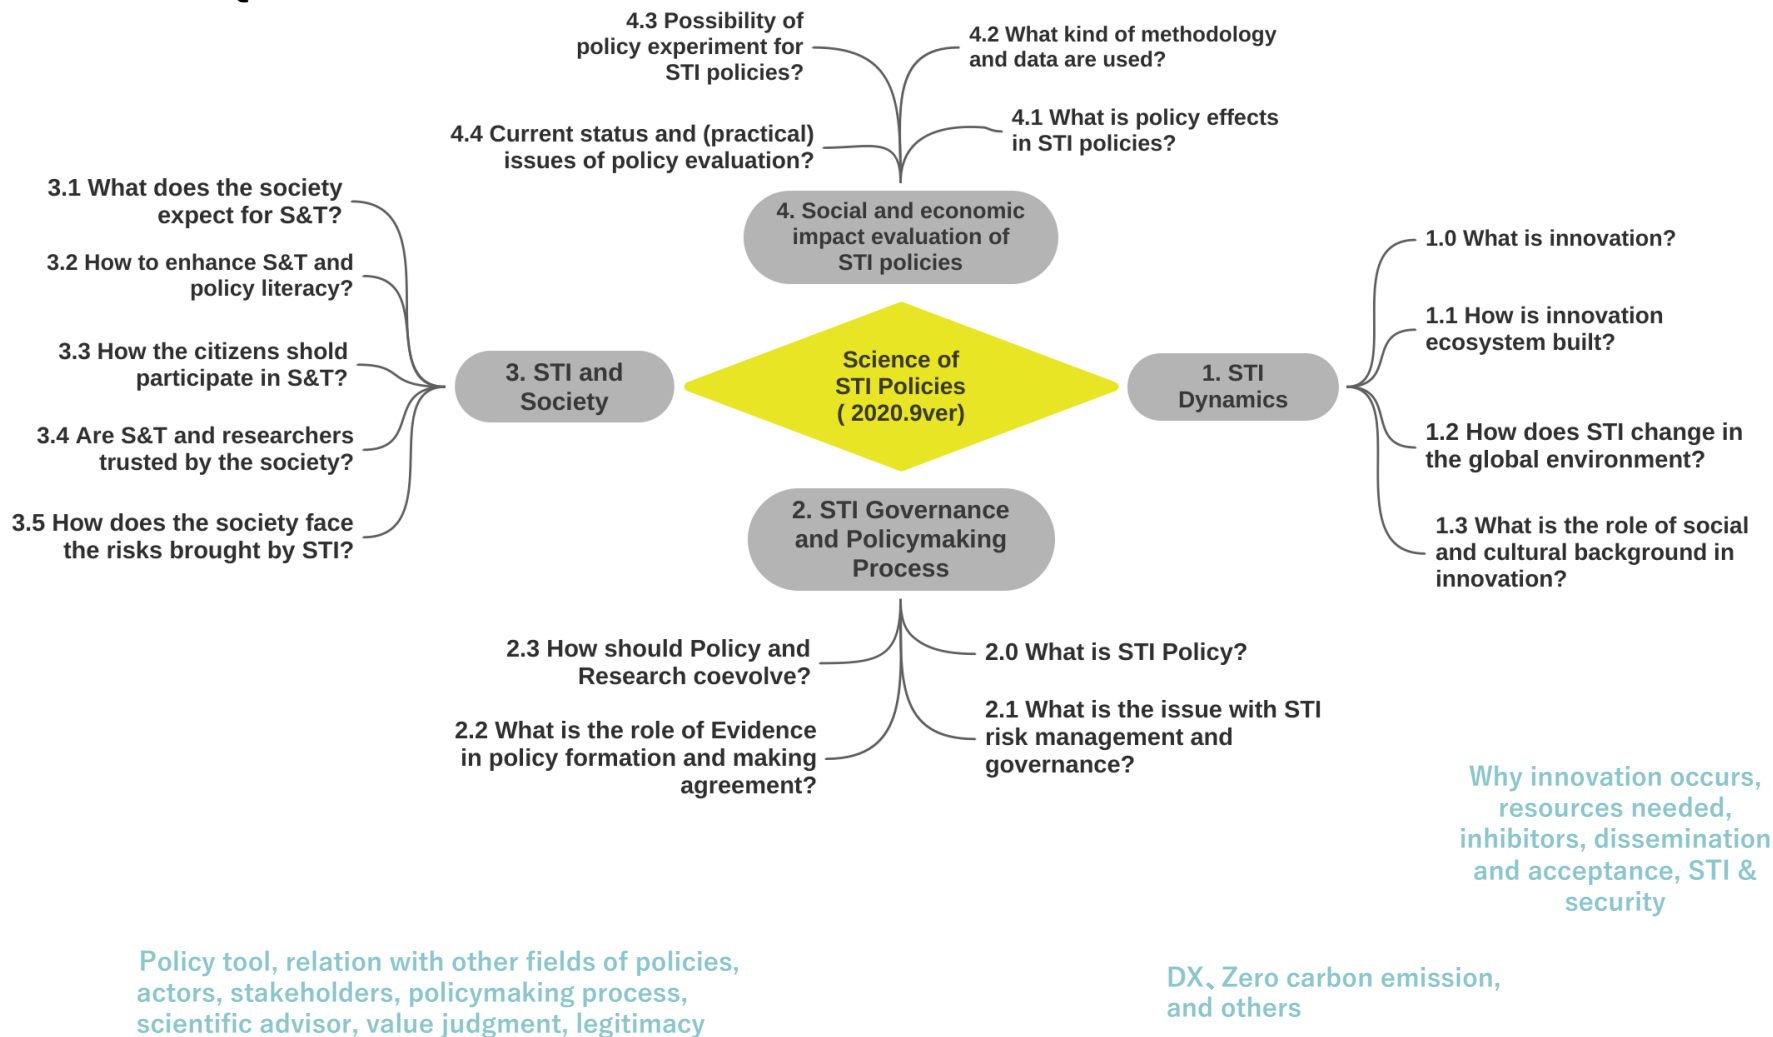 4.3 Possibility of
policy experiment for
STI policies?
4.2 What kind of methodology
and data are used?
4.4 Current status and (practical)
issues of policy evaluation?
4.1 What is policy effects
in STI policies?
4. Social and economic
impact evaluation of
STI policies
3.1 What does the society
expect for S&T?
3.2 How to enhance S&T and
policy literacy?
3.3 How the citizens shold
participate in S&T?
3.4 Are S&T and researchers
trusted by the society?
3.5 How does the society face
the risks brought by STI?
3. STI and
Society
Science of
STI Policies
( 2020.9ver)
1. STI
Dynamics
1.0 What is innovation?
1.1 How is innovation
ecosystem built?
1.2 How does STI change in
the global environment?
1.3 What is the role of social
and cultural background in
innovation?
2. STI Governance
and Policymaking
Process
2.3 How should Policy and
Research coevolve?
2.2 What is the role of Evidence
in policy formation and making
agreement?
2.0 What is STI Policy?
2.1 What is the issue with STI
risk management and
governance?
Why innovation occurs,
resources needed,
inhibitors, dissemination
and acceptance, STI &
security
Policy tool, relation with other fields of policies,
actors, stakeholders, policymaking process,
scientific advisor, value judgment, legitimacy
DX、Zero carbon emission,
and others